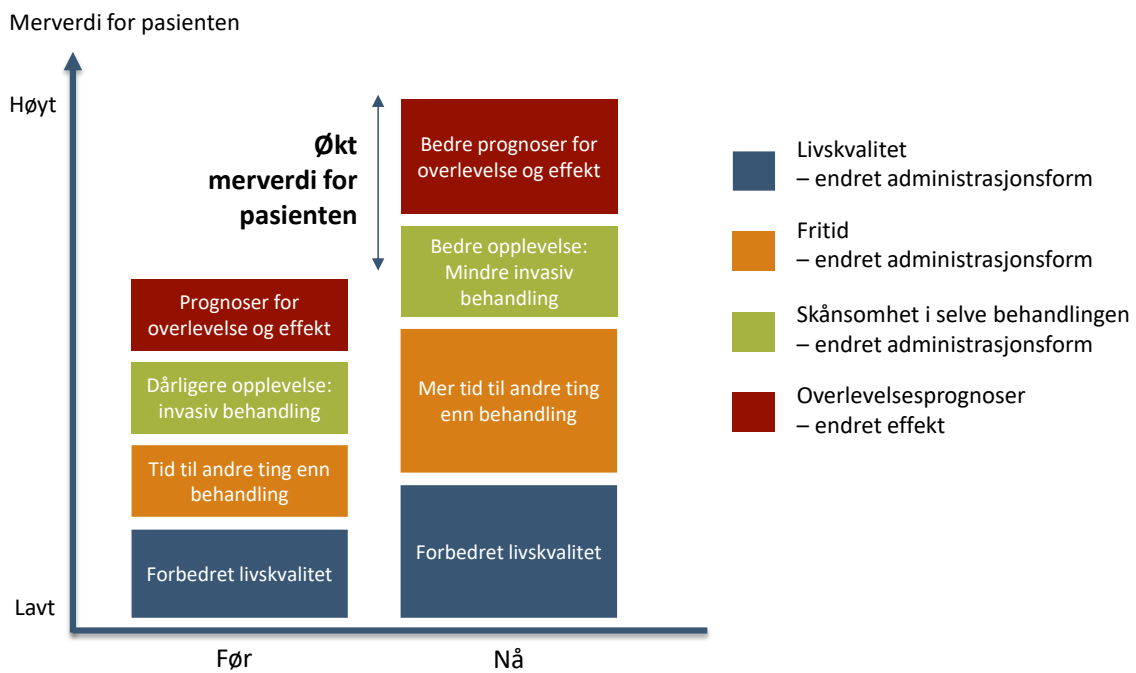 Merverdi for pasienten
Høyt
Lavt
Økt
merverdi for
pasienten
Prognoser for
overlevelse og effekt
Dårligere opplevelse:
invasiv behandling
Tid til andre ting enn
behandling
Forbedret livskvalitet
Før
Bedre prognoser for
overlevelse og effekt
Bedre opplevelse:
Mindre invasiv
behandling
Mer tid til andre ting
enn behandling
Forbedret livskvalitet
Nå
Livskvalitet
– endret administrasjonsform
Fritid
– endret administrasjonsform
Skånsomhet i selve behandlingen
– endret administrasjonsform
Overlevelsesprognoser
– endret effekt